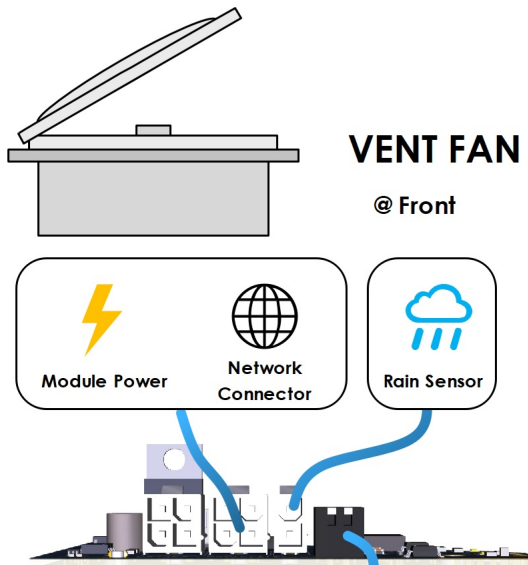 VENT FAN
@ Front
Module Power
Network
Connector
Rain Sensor